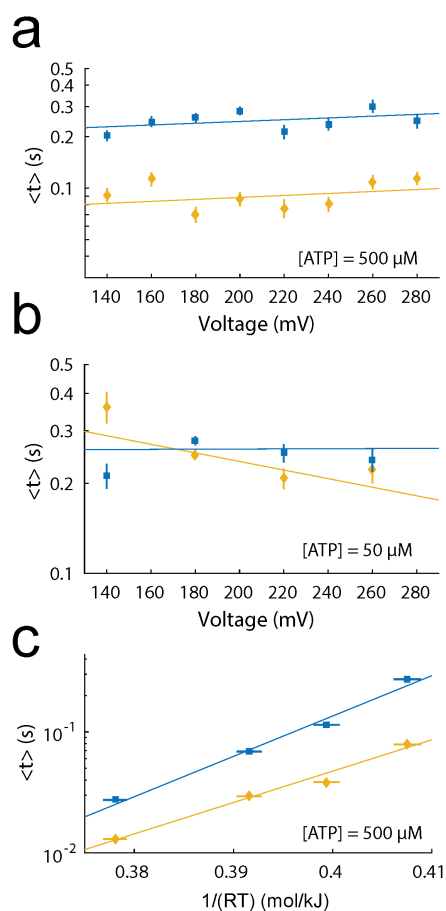 a
0.5
0.3
0.2
0.1
<t> (s)
[ATP] = 500 µM
140 160 180 200 220 240 260 280
Voltage (mV)
b
0.5
0.4
0.3
0.2
0.1
<t> (s)
[ATP] = 50 µM
140 160 180 200 220 240 260 280
Voltage (mV)
c
10⁻¹
10⁻²
<t> (s)
[ATP] = 500 µM
0.38 0.39 0.4 0.41
1/(RT) (mol/kJ)